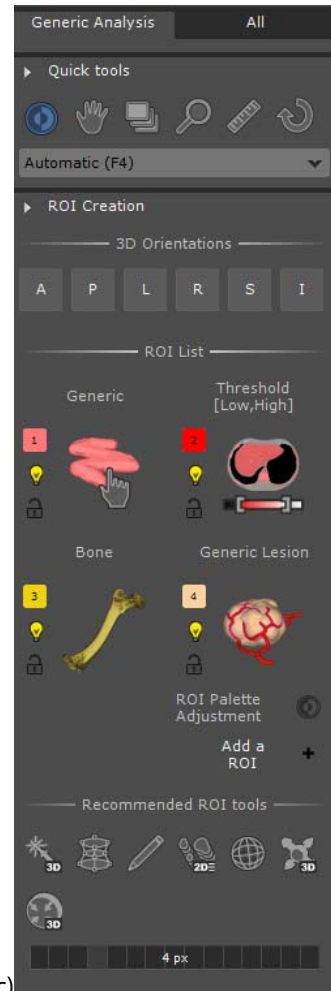 Generic Analysis All
Quick tools
Automatic (F4)
ROI Creation
3D Orientations
A P L R S I
ROI List
Generic
Threshold
[Low,High]
1
2
Bone
Generic Lesion
3
4
ROI Palette
Adjustment
Add a
ROI
Recommended ROI tools
3D
2D
3D
3D
4 px
c)